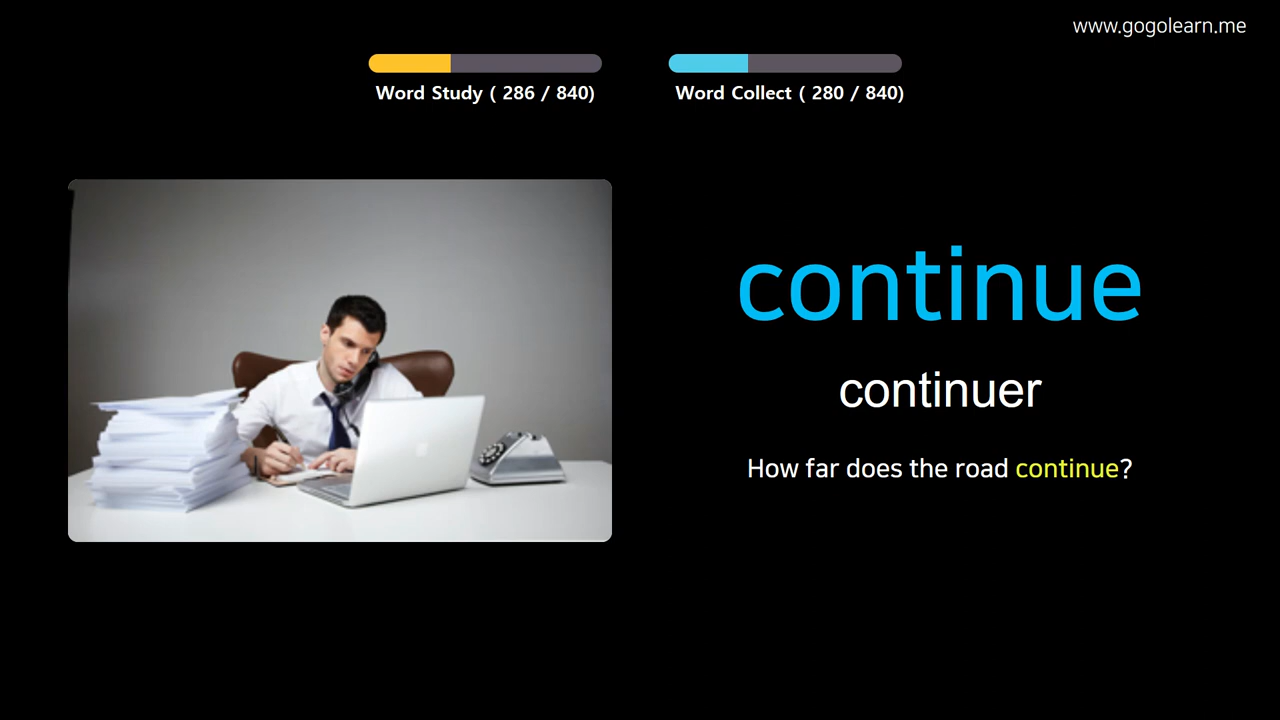 www.gogolearn.me
Word Study ( 286 / 840)
Word Collect ( 280 / 840)
continue
continuer
How far does the road continue?